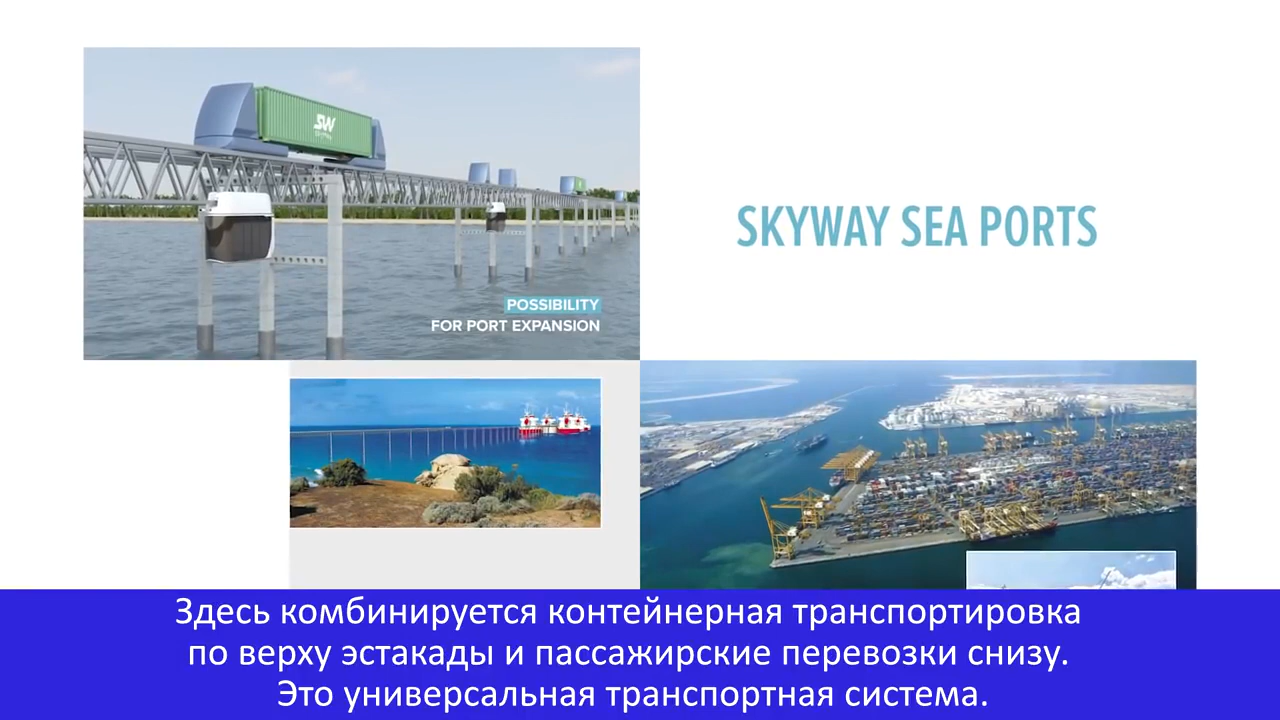 SW
POSSIBILITY
FOR PORT EXPANSION
SKYWAY SEA PORTS
Здесь комбинируется контейнерная транспортировка
по верху эстакады и пассажирские перевозки снизу.
Это универсальная транспортная система.